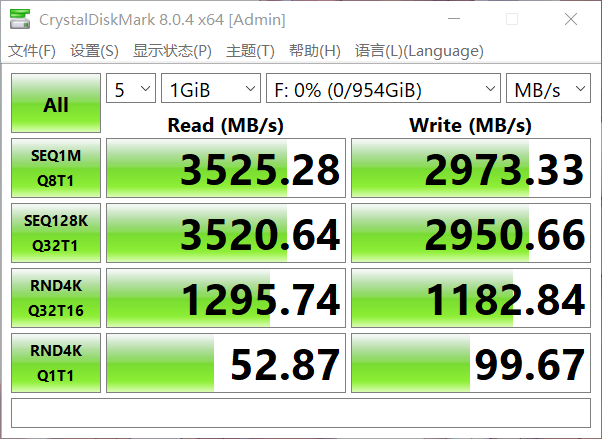 CrystalDiskMark 8.0.4 x64 [Admin]
文件(F) 设置(S) 显示状态(P) 主题(T) 帮助(H) 语言(L)(Language)
All 5 1GiB F: 0% (0/954GiB) MB/s
Read (MB/s) Write (MB/s)
SEQ1M
Q8T1 3525.28 2973.33
SEQ128K
Q32T1 3520.64 2950.66
RND4K
Q32T16 1295.74 1182.84
RND4K
Q1T1 52.87 99.67